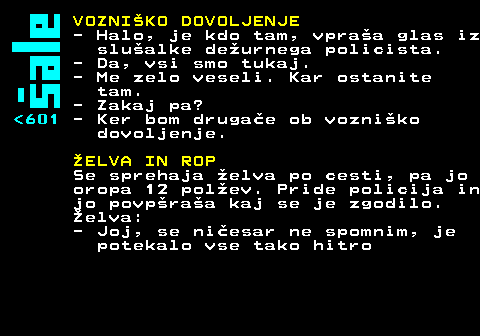 Šale
<601
VOZNIŠKO DOVOLJENJE
- Halo, je kdo tam, vpraša glas iz
slušalke dežurnega policista.
- Da, vsi smo tukaj.
- Me zelo veseli. Kar ostanite
tam.
- Zakaj pa?
- Ker bom drugače ob vozniško
dovoljenje.
ŽELVA IN ROP
Se sprehaja želva po cesti, pa jo
oropa 12 polžev. Pride policija in
jo povpšraša kaj se je zgodilo.
Želva:
- Joj, se ničesar ne spomnim, je
potekalo vse tako hitro